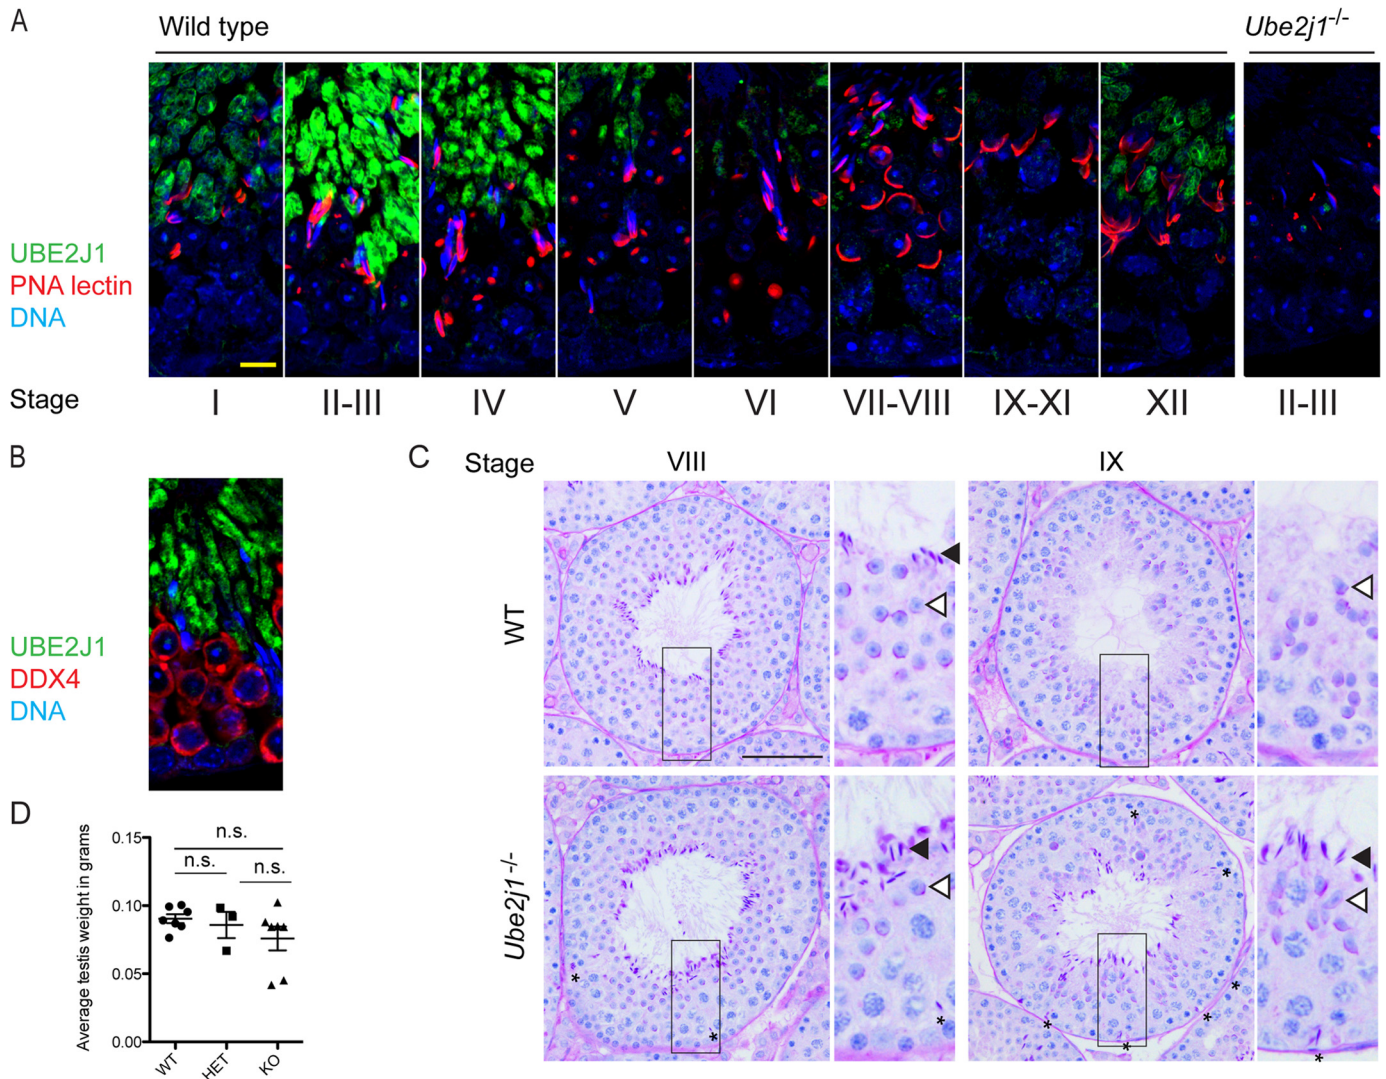 A
Wild type
Ube2j1-/-
UBE2J1
PNA lectin
DNA
Stage
I
II-III
IV
V
VI
VII-VIII
IX-XI
XII
II-III
B
UBE2J1
DDX4
DNA
C
Stage
VIII
IX
WT
Ube2j1-/-
*
*
*
*
*
*
*
*
*
*
D
Average testis weight in grams
n.s.
n.s.
n.s.
0.15
0.10
0.05
0.00
WT
HET
KO